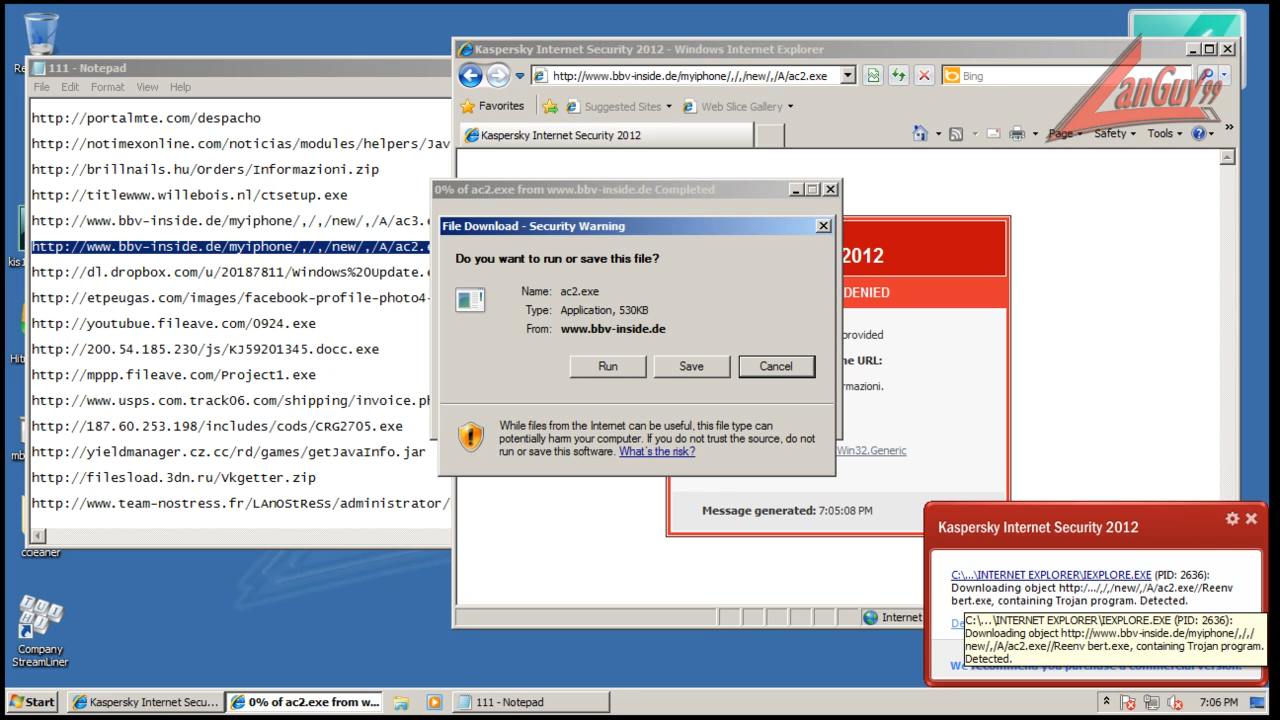 111 - Notepad
File Edit Format View Help
http://portalmte.com/despacho
http://notimexonline.com/noticias/modules/helpers/Jav
http://brillnails.hu/Orders/Informazioni.zip
http://titlewww.willebois.nl/ctsetup.exe
http://www.bbv-inside.de/myiphone/,/,/new/,/A/ac3.
http://www.bbv-inside.de/myiphone/,/,/new/,/A/ac2.
http://dl.dropbox.com/u/20187811/Windows%20Update.
http://etpeugas.com/images/facebook-profile-photo4-
http://youtubue.fileave.com/0924.exe
http://200.54.185.230/js/KJ59201345.docc.exe
http://mppp.fileave.com/Project1.exe
http://www.usps.com.track06.com/shipping/invoice.ph
http://187.60.253.198/includes/cods/CRG2705.exe
http://yieldmanager.cz.cc/rd/games/getJavaInfo.jar
http://filesload.3dn.ru/Vkgetter.zip
http://www.team-nostress.fr/LAnOStReSs/administrator/
ccleaner
Company
StreamLiner
Kaspersky Internet Security 2012 - Windows Internet Explorer
http://www.bbv-inside.de/myiphone/,/,/new/,/A/ac2.exe
Bing
LanGuy99
Favorites
Suggested Sites
Web Slice Gallery
Kaspersky Internet Security 2012
Page Safety Tools
0% of ac2.exe from www.bbv-inside.de Completed
File Download - Security Warning
Do you want to run or save this file?
Name: ac2.exe
Type: Application, 530KB
From: www.bbv-inside.de
Run Save Cancel
While files from the Internet can be useful, this file type can
potentially harm your computer. If you do not trust the source, do not
run or save this software. What's the risk?
2012
DENIED
provided
URL:
rmazioni.
Win32.Generic
Message generated: 7:05:08 PM
Internet
Kaspersky Internet Security 2012
C:\...\INTERNET EXPLORER\IEXPLORE.EXE (PID: 2636):
Downloading object http:/.../,/,/new/,/A/ac2.exe//Reenv
bert.exe, containing Trojan program. Detected.
C:\...\INTERNET EXPLORER\IEXPLORE.EXE (PID: 2636):
Downloading object http://www.bbv-inside.de/myiphone/,/,/
new/,/A/ac2.exe//Reenv bert.exe, containing Trojan program.
Detected.
We recommend you purchase a commercial version.
Start
Kaspersky Internet Secu...
0% of ac2.exe from w...
111 - Notepad
7:06 PM